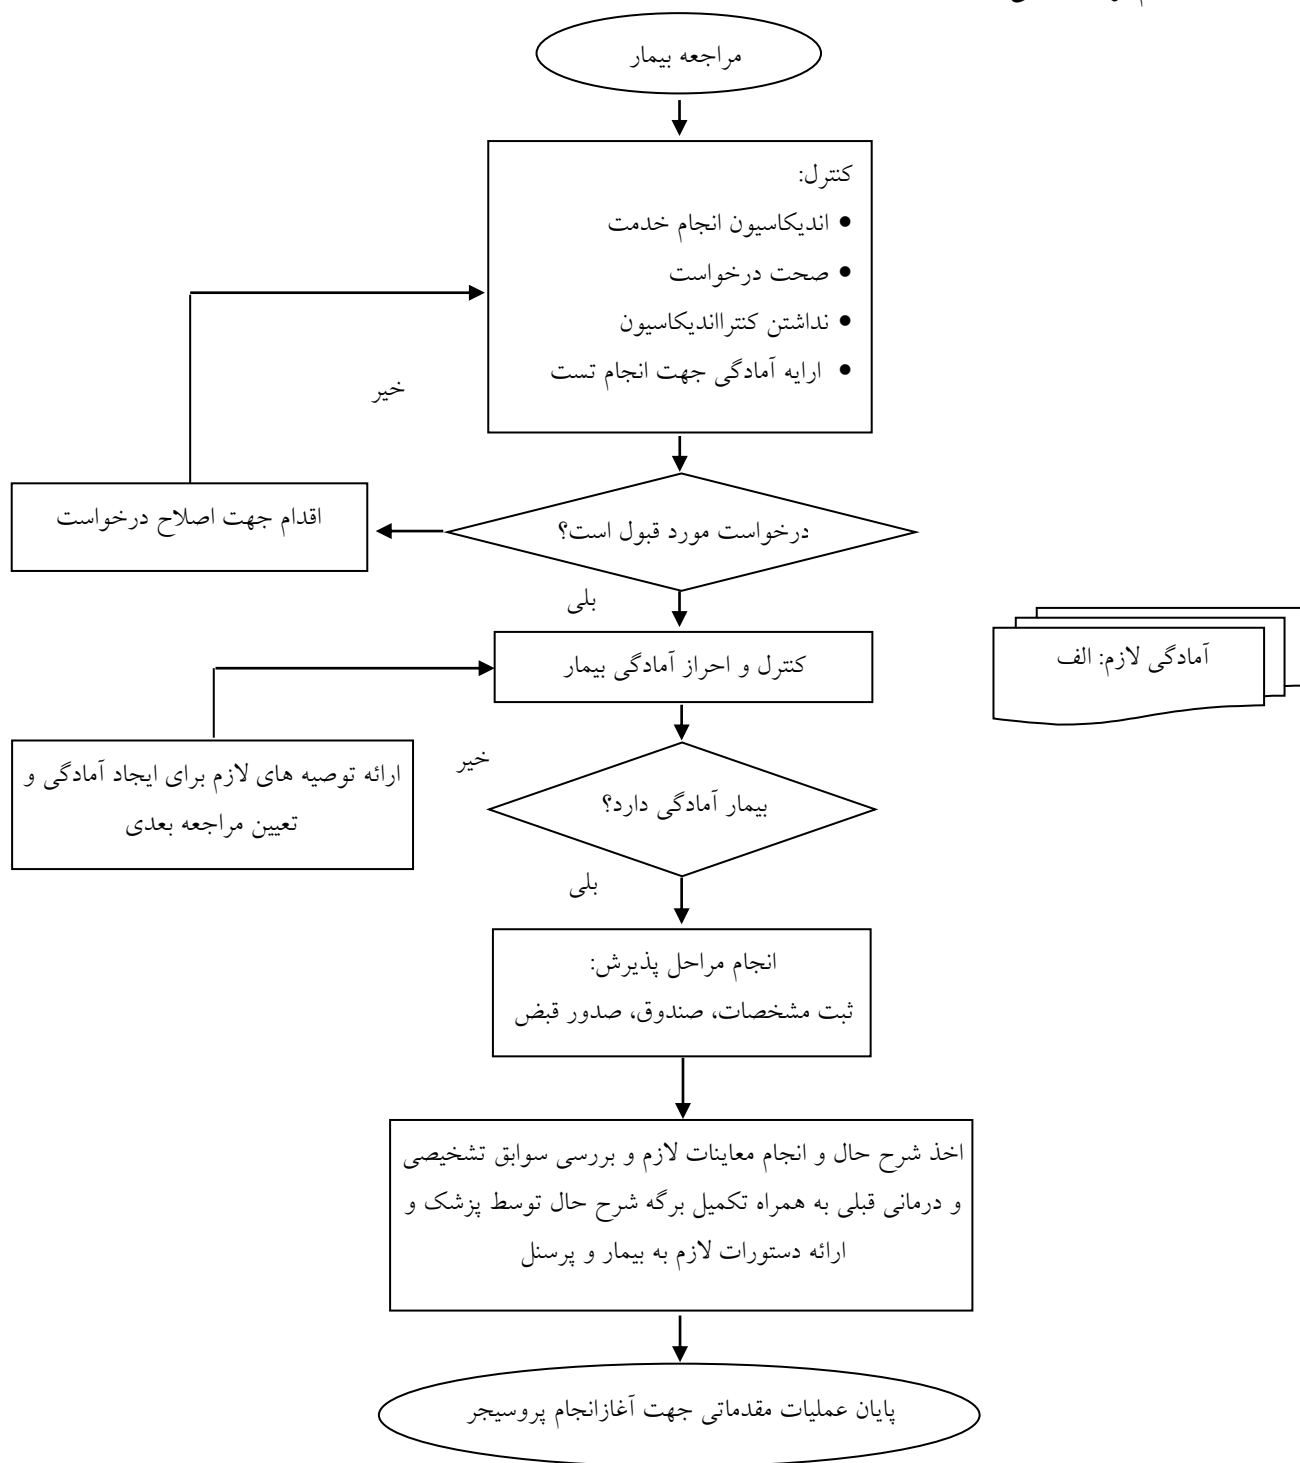 مراجعه بیمار
کنترل:
• اندیکاسیون انجام خدمت
• صحت درخواست
• نداشتن کنترااندیکاسیون
• ارایه آمادگی جهت انجام تست
خیر
درخواست مورد قبول است؟
اقدام جهت اصلاح درخواست
بلی
کنترل و احراز آمادگی بیمار
آمادگی لازم: الف
خیر
بیمار آمادگی دارد؟
ارائه توصیه های لازم برای ایجاد آمادگی و
تعیین مراجعه بعدی
بلی
انجام مراحل پذیرش:
ثبت مشخصات، صندوق، صدور قبض
اخذ شرح حال و انجام معاینات لازم و بررسی سوابق تشخیصی
و درمانی قبلی به همراه تکمیل برگه شرح حال توسط پزشک و
ارائه دستورات لازم به بیمار و پرسنل
پایان عملیات مقدماتی جهت آغازانجام پروسیجر